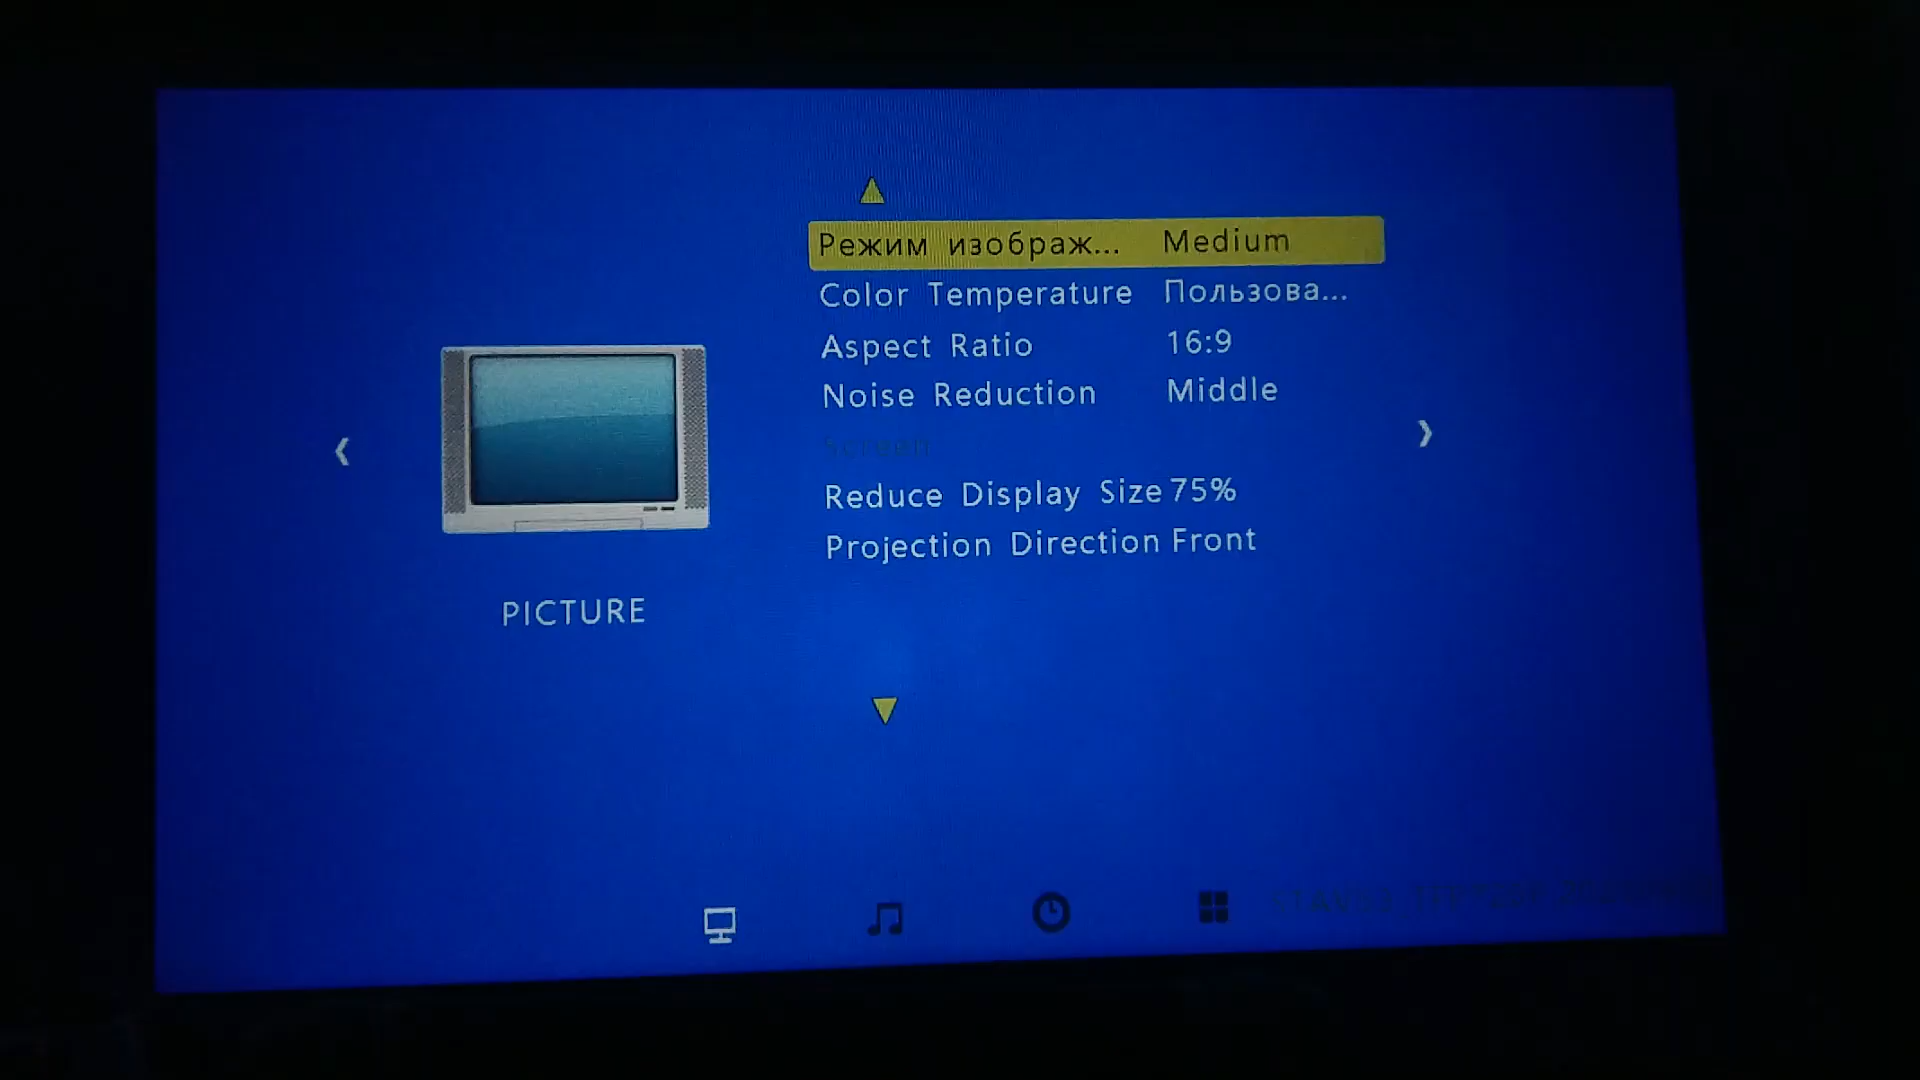 Режим изображ... Medium
Color Temperature Пользова...
Aspect Ratio 16:9
Noise Reduction Middle
Screen
Reduce Display Size 75%
Projection Direction Front
PICTURE